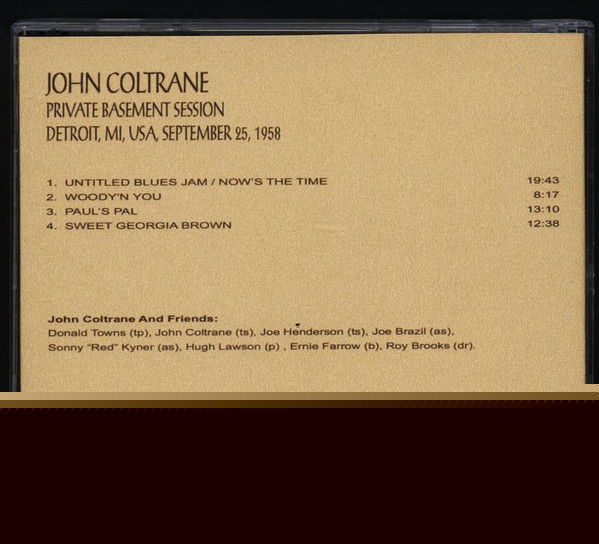 JOHN COLTRANE
PRIVATE BASEMENT SESSION
DETROIT, MI, USA, SEPTEMBER 25, 1958
1. UNTITLED BLUES JAM / NOW'S THE TIME 19:43
2. WOODY'N YOU 8:17
3. PAUL'S PAL 13:10
4. SWEET GEORGIA BROWN 12:38
John Coltrane And Friends:
Donald Towns (tp), John Coltrane (ts), Joe Henderson (ts), Joe Brazil (as),
Sonny "Red" Kyner (as), Hugh Lawson (p) , Ernie Farrow (b), Roy Brooks (dr).